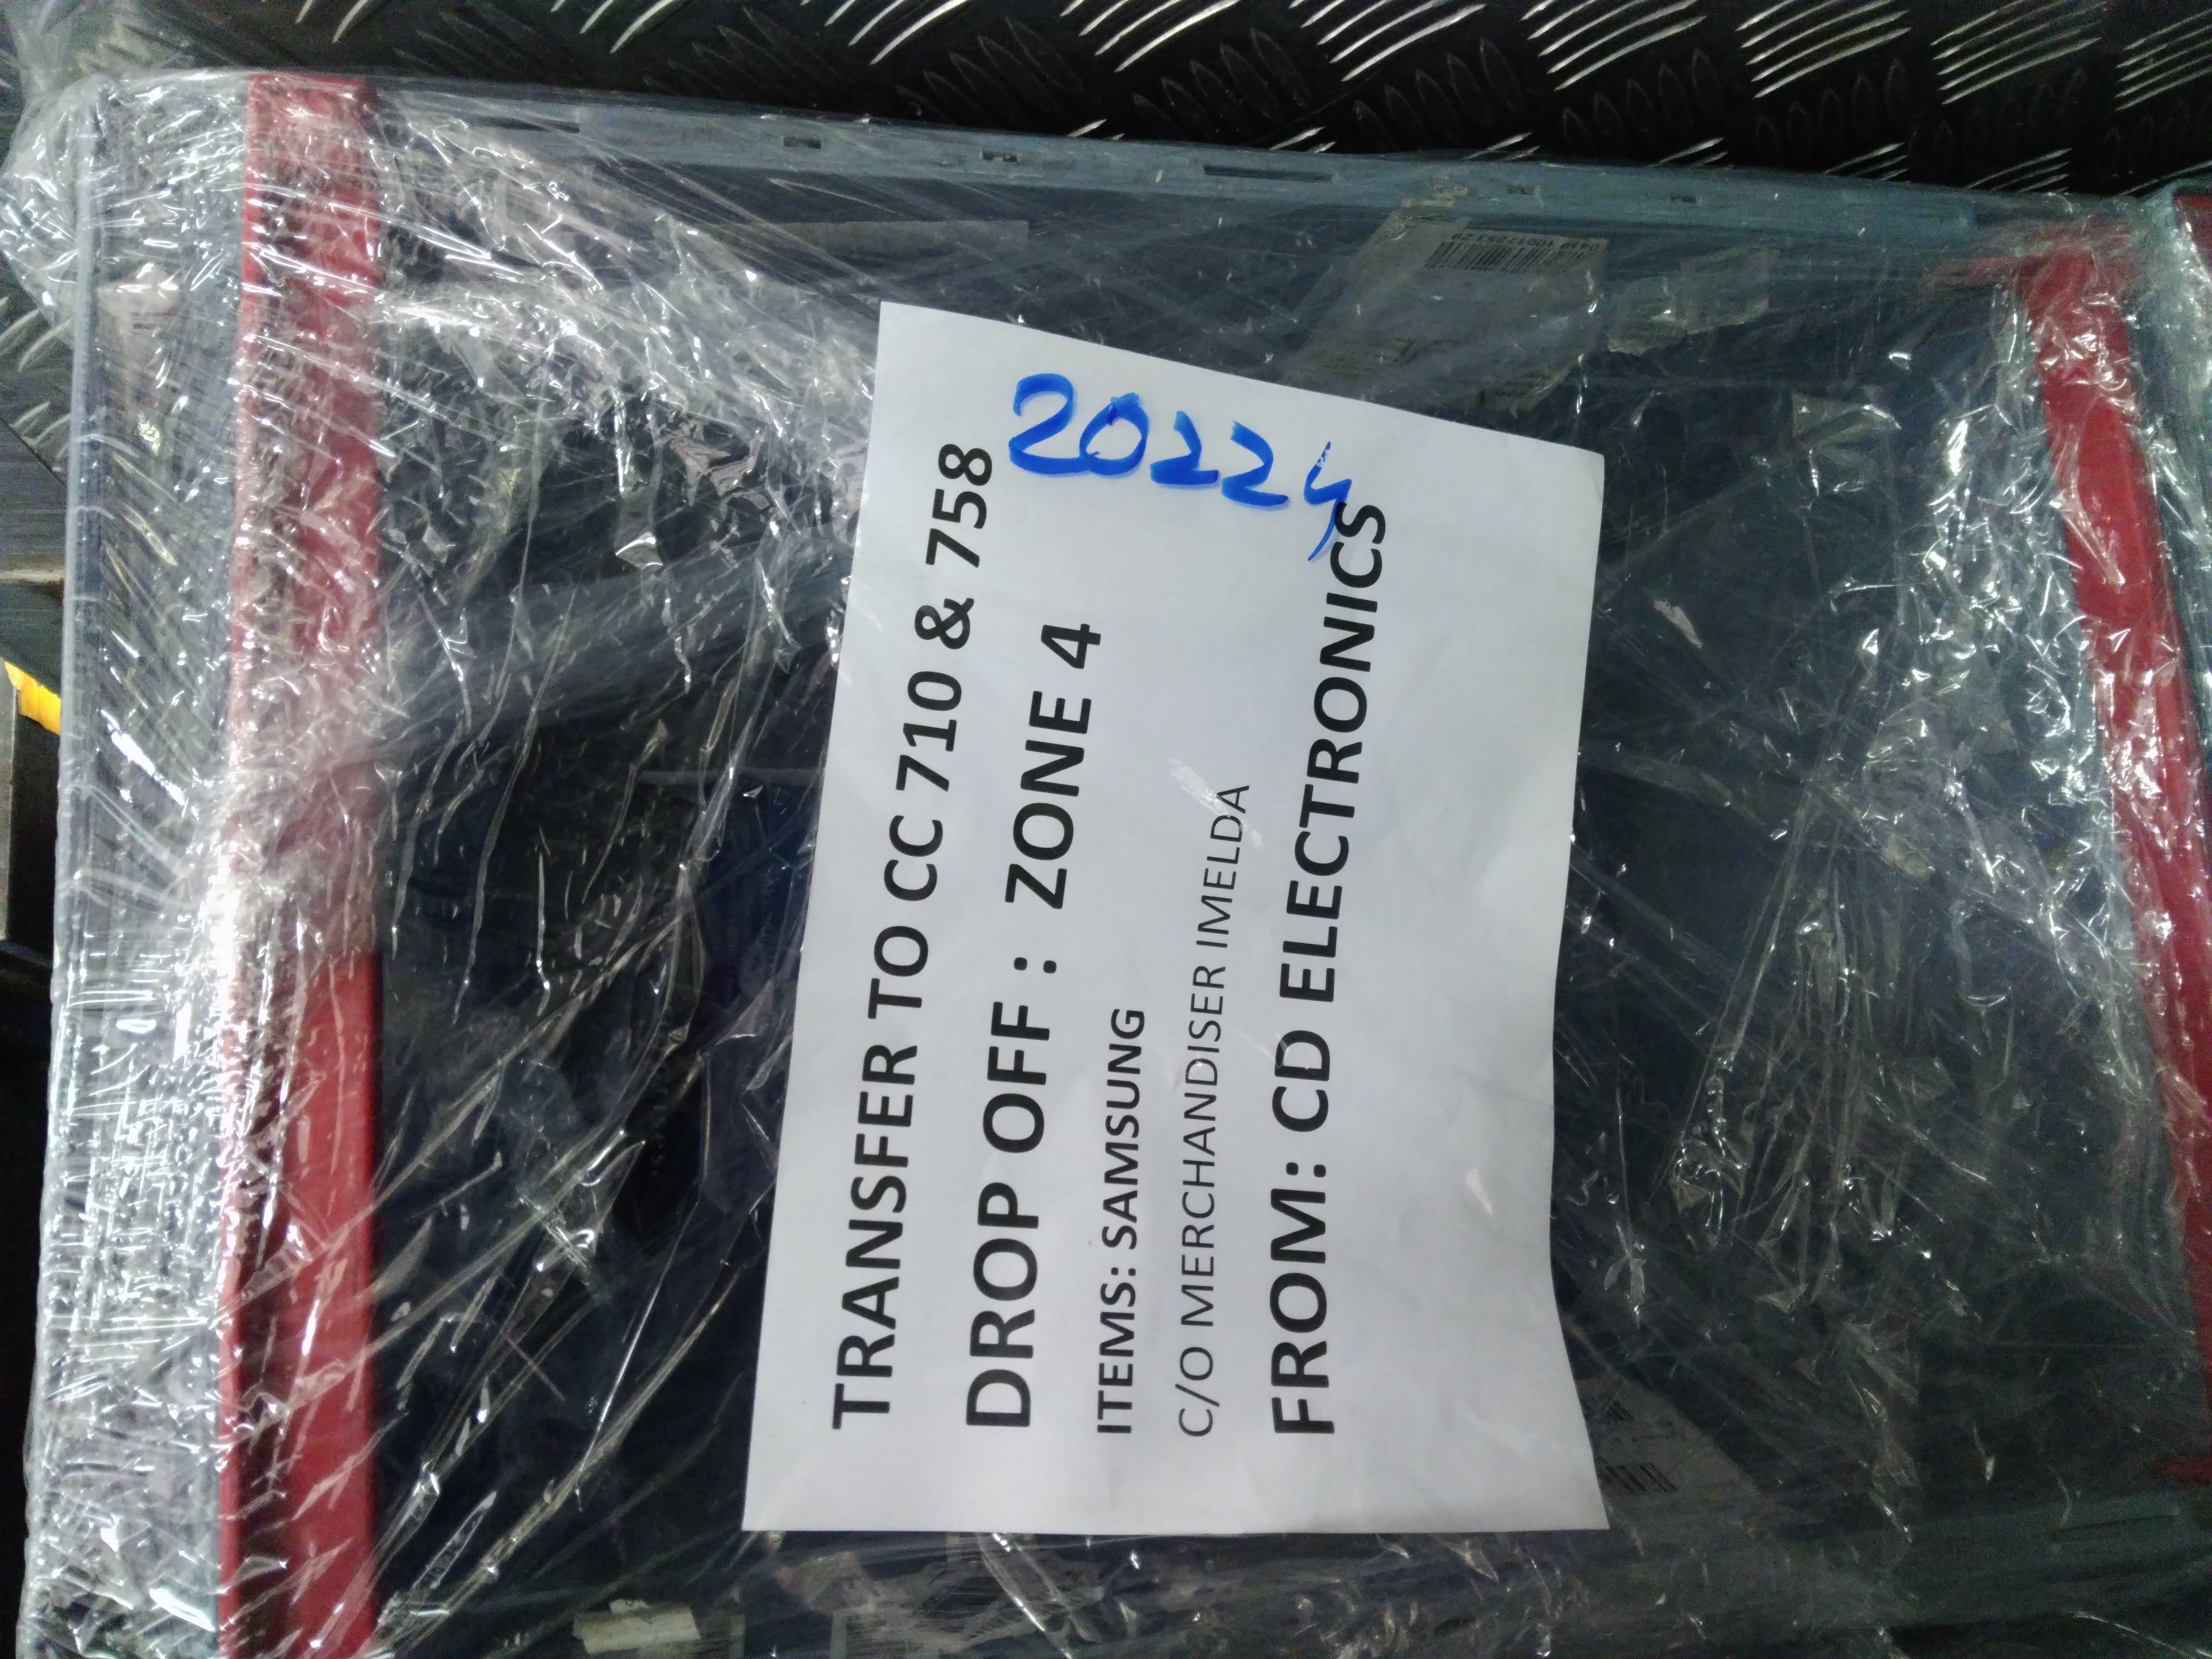 20224
TRANSFER TO CC 710 & 758
DROP OFF : ZONE 4
ITEMS: SAMSUNG
C/O MERCHANDISER IMELDA
FROM: CD ELECTRONICS